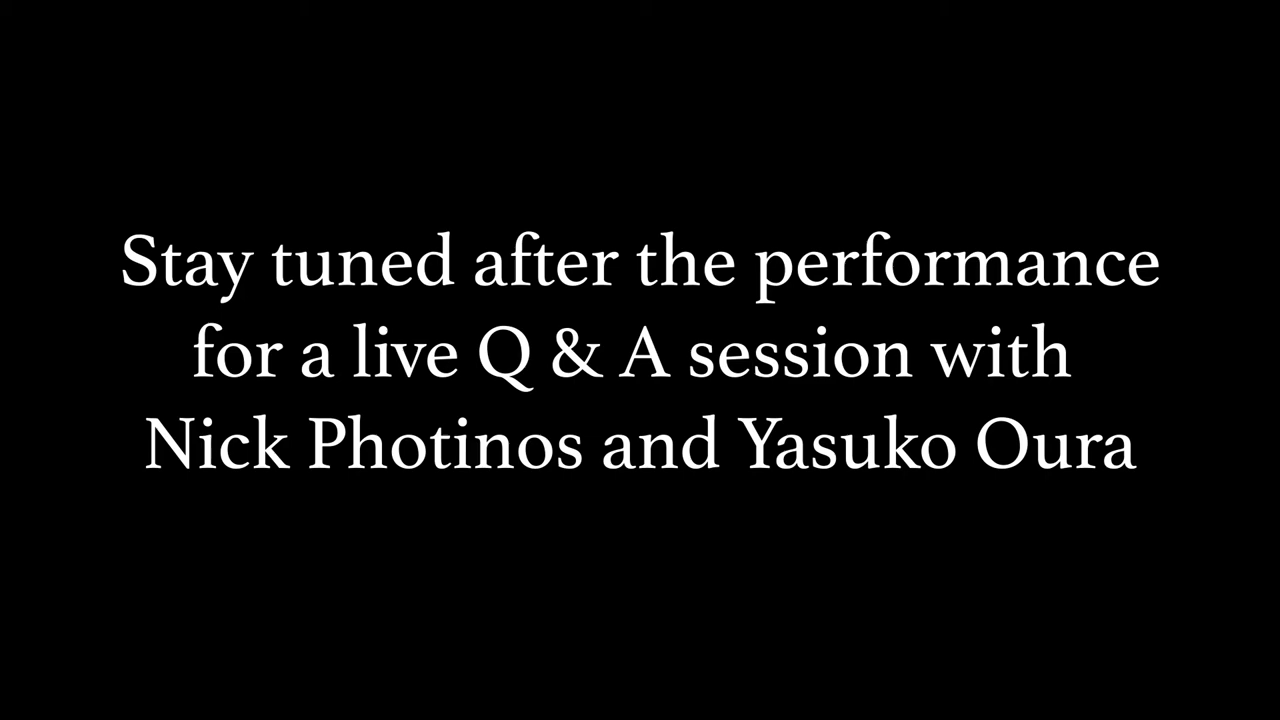 Stay tuned after the performance
for a live Q & A session with
Nick Photinos and Yasuko Oura